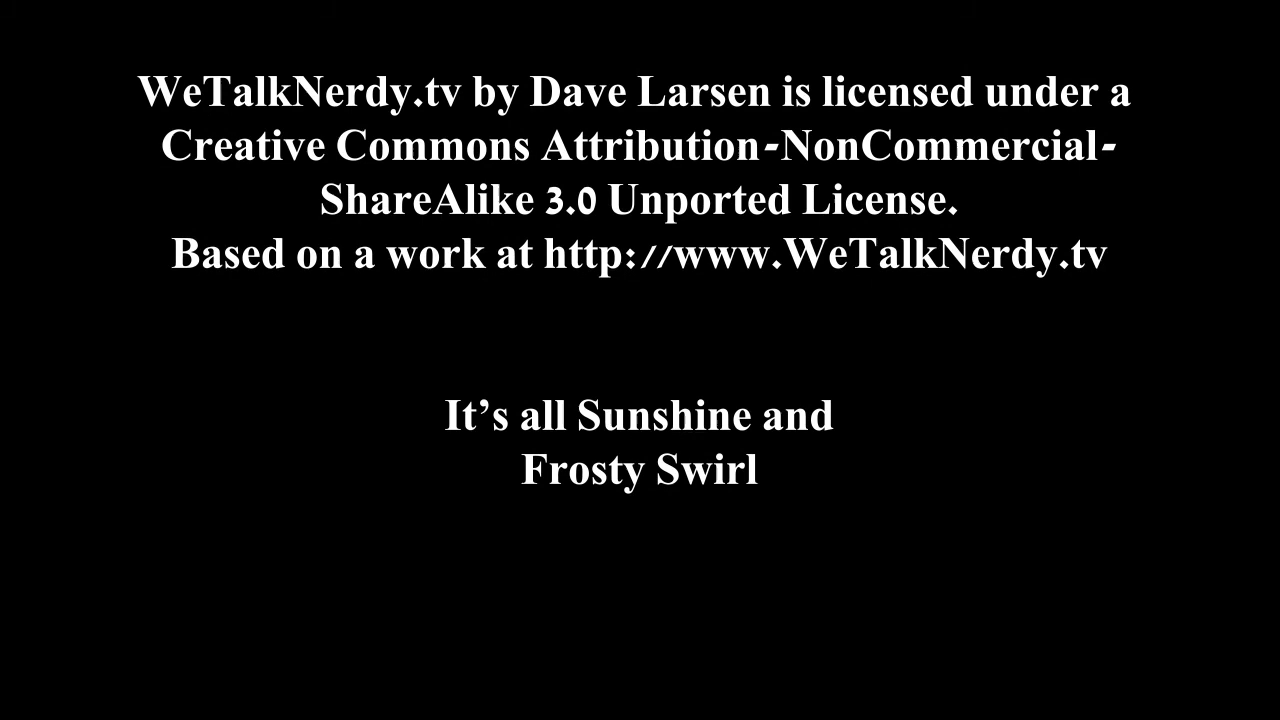 WeTalkNerdy.tv by Dave Larsen is licensed under a
Creative Commons Attribution-NonCommercial-
ShareAlike 3.0 Unported License.
Based on a work at http://www.WeTalkNerdy.tv
It’s all Sunshine and
Frosty Swirl